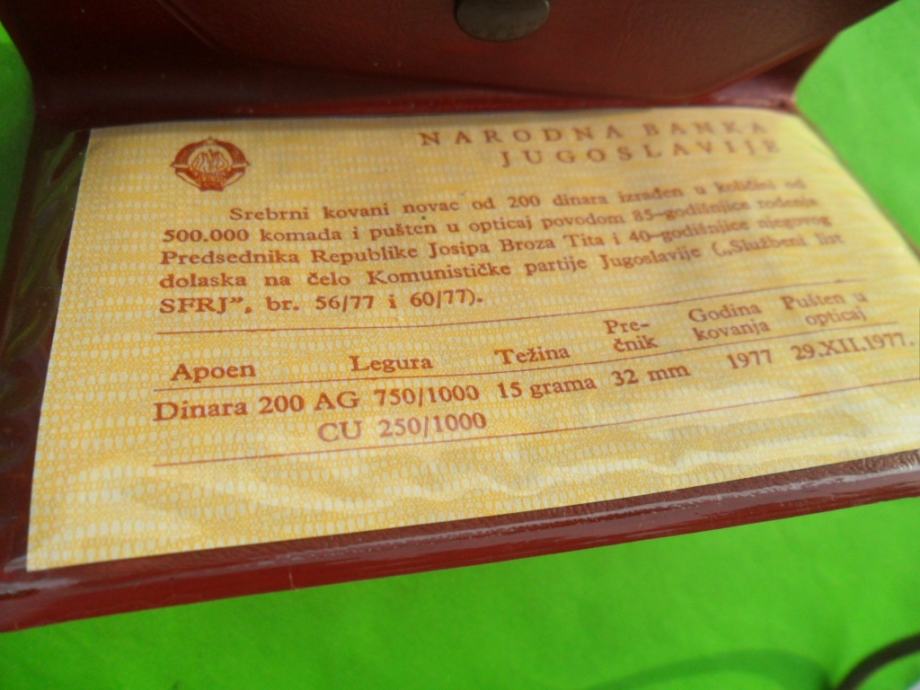 NARODNA BANKA
JUGOSLAVIJE
Srebrni kovani novac od 200 dinara izrađen u količini od
500.000 komada i pušten u opticaj povodom 85-godišnjice rođenja
Predsednika Republike Josipa Broza Tita i 40-godišnjice njegovog
dolaska na čelo Komunističke partije Jugoslavije („Službeni list
SFRJ”, br. 56/77 i 60/77).
Apoen Legura Težina Pre-čnik Godina kovanja Pušten u opticaj
Dinara 200 AG 750/1000 15 grama 32 mm 1977 29.XII.1977.
CU 250/1000